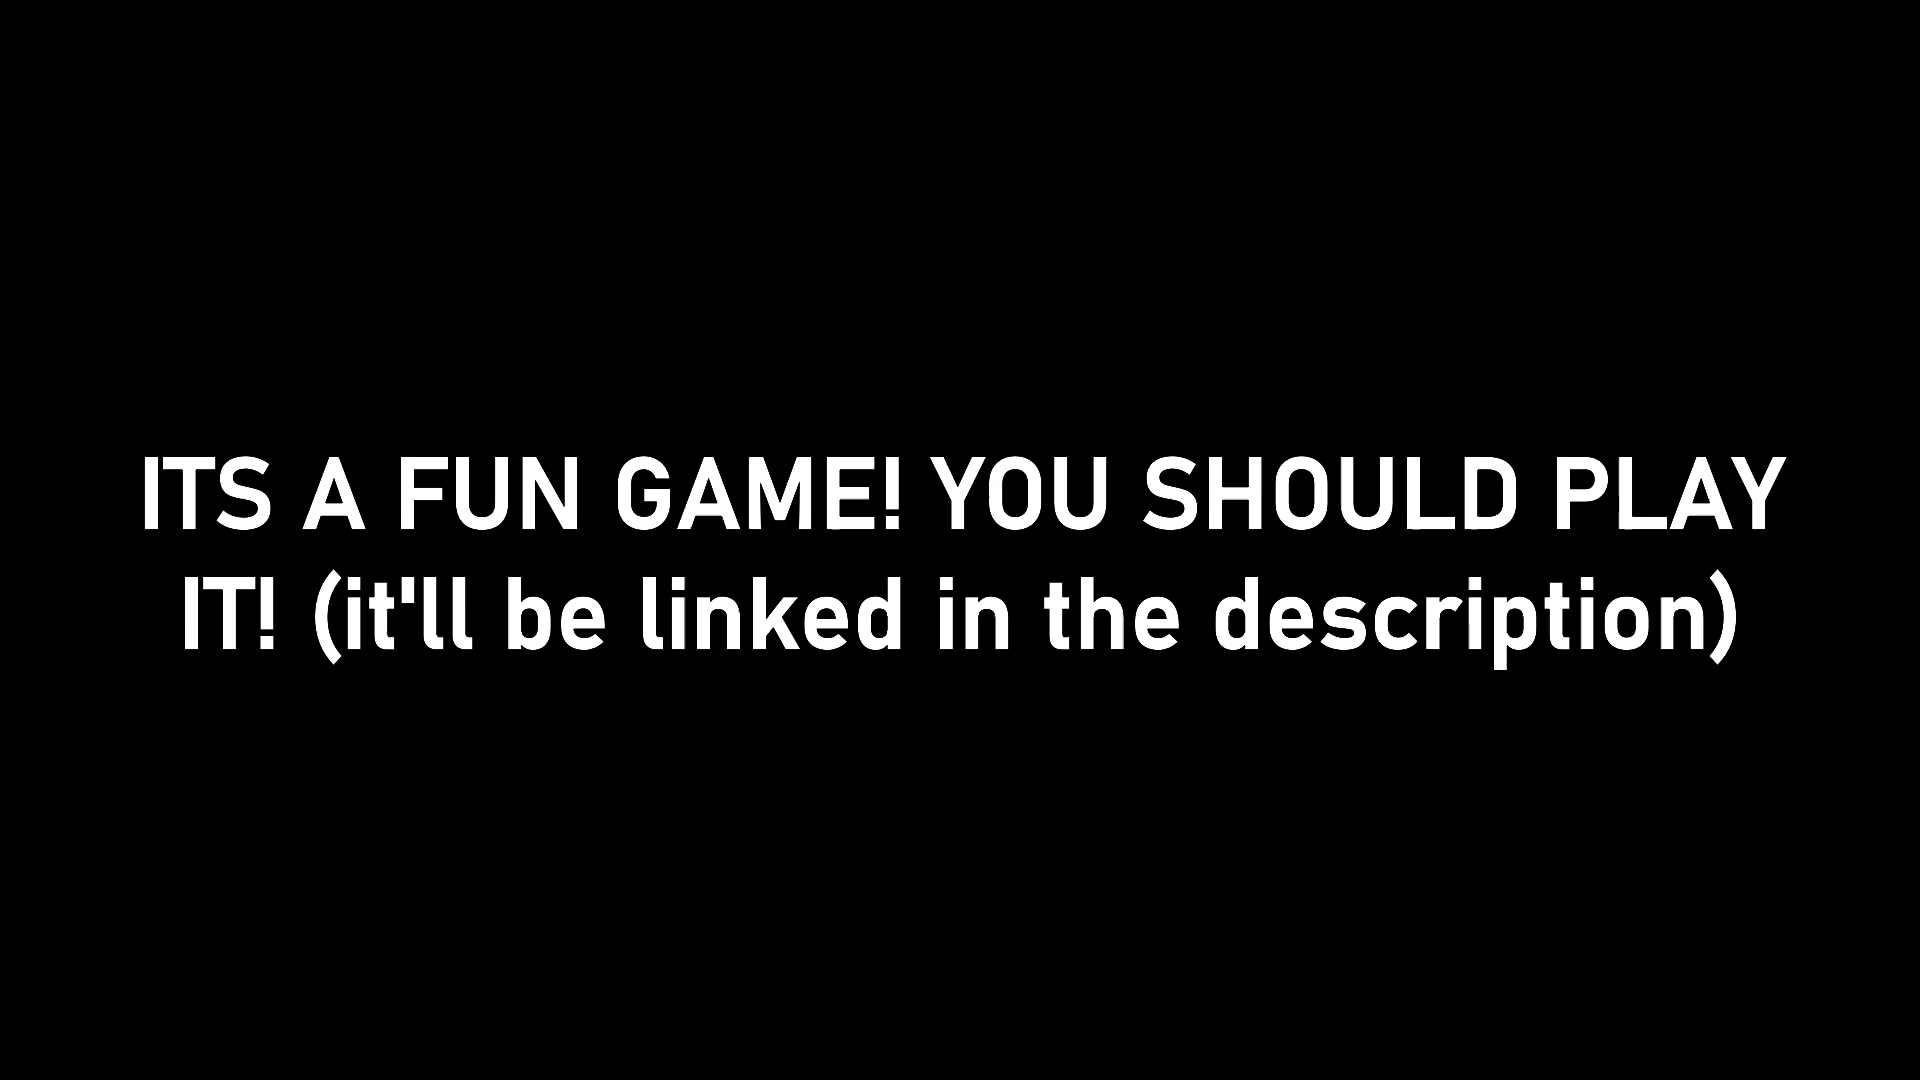 ITS A FUN GAME! YOU SHOULD PLAY
IT! (it'll be linked in the description)